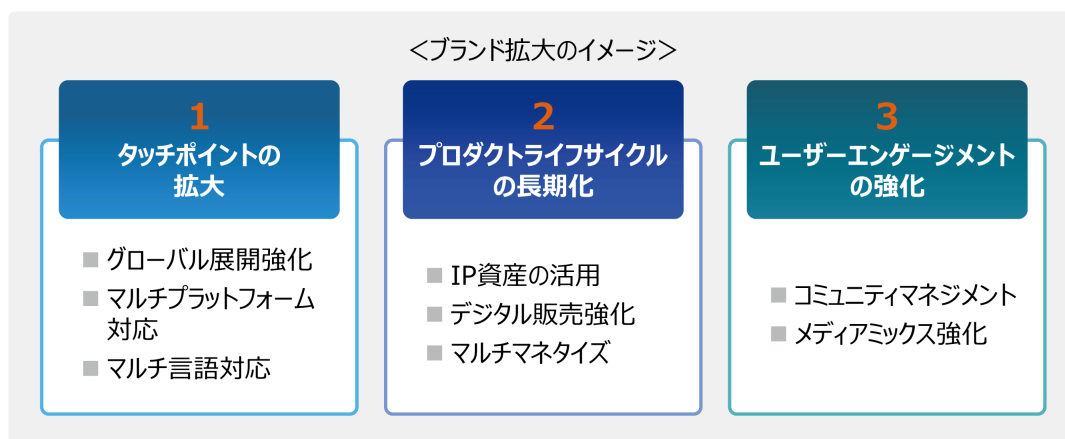 ＜ブランド拡大のイメージ＞
1
タッチポイントの
拡大
■ グローバル展開強化
■ マルチプラットフォーム
対応
■ マルチ言語対応
2
プロダクトライフサイクル
の長期化
■ IP資産の活用
■ デジタル販売強化
■ マルチマネタイズ
3
ユーザーエンゲージメント
の強化
■ コミュニティマネジメント
■ メディアミックス強化